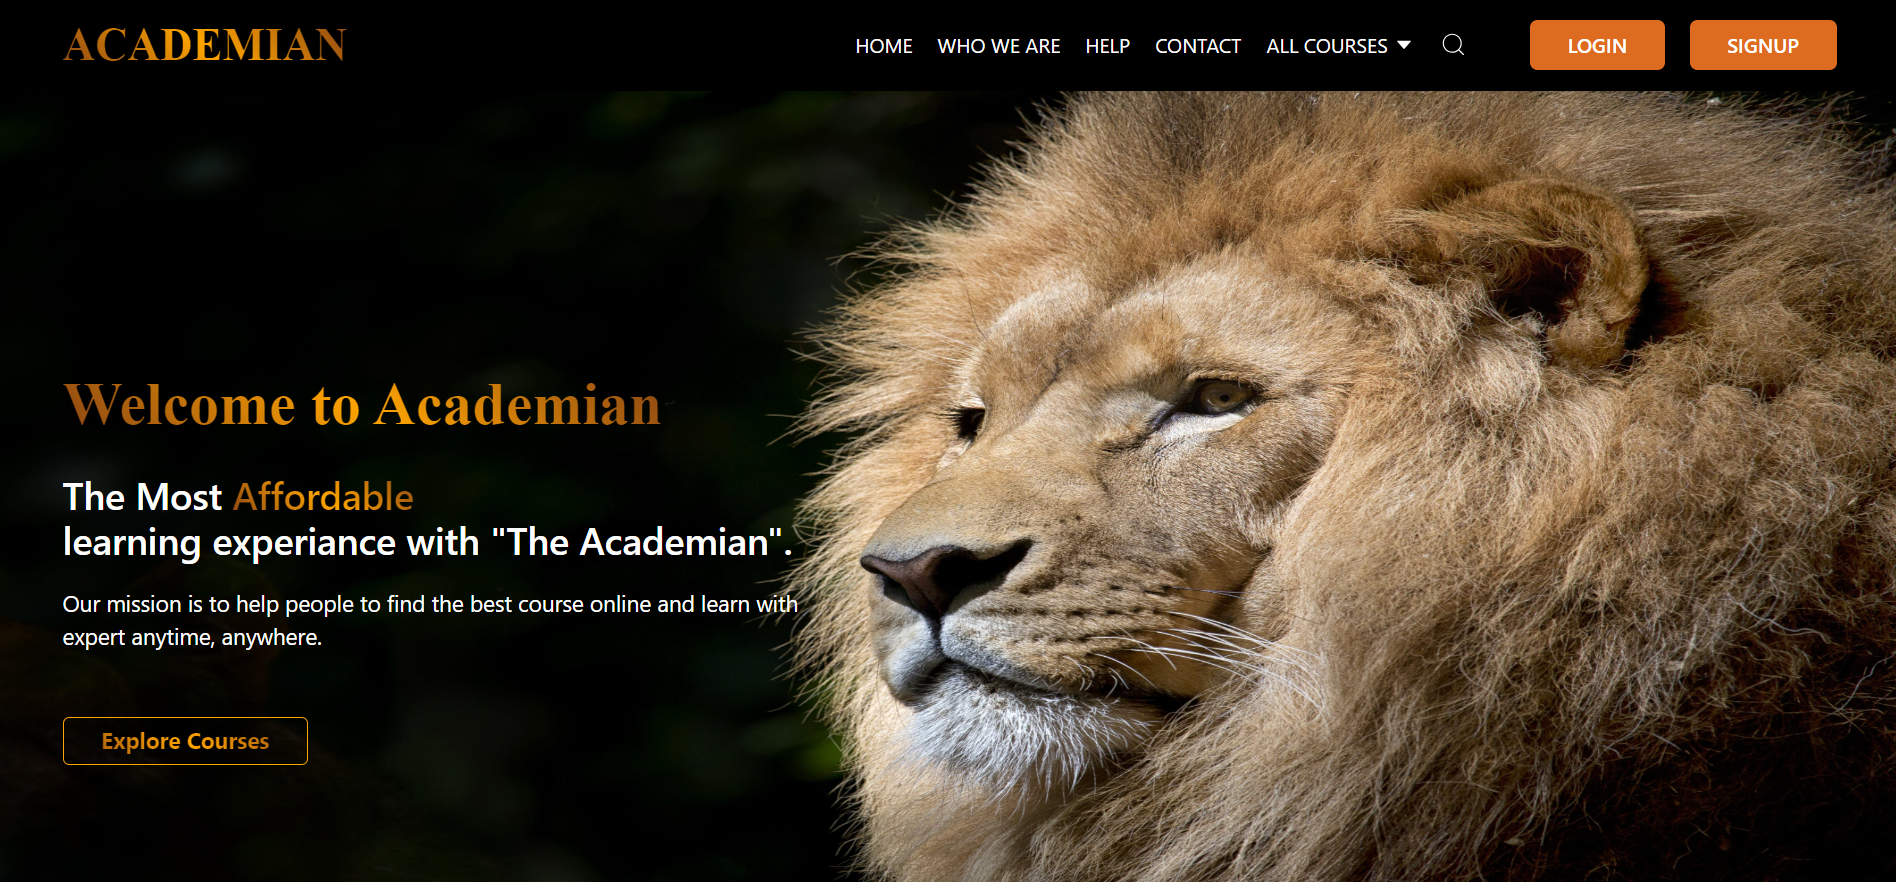 ACADEMIAN
HOME WHO WE ARE HELP CONTACT ALL COURSES LOGIN SIGNUP
Welcome to Academian
The Most Affordable
learning experiance with "The Academian".
Our mission is to help people to find the best course online and learn with
expert anytime, anywhere.
Explore Courses